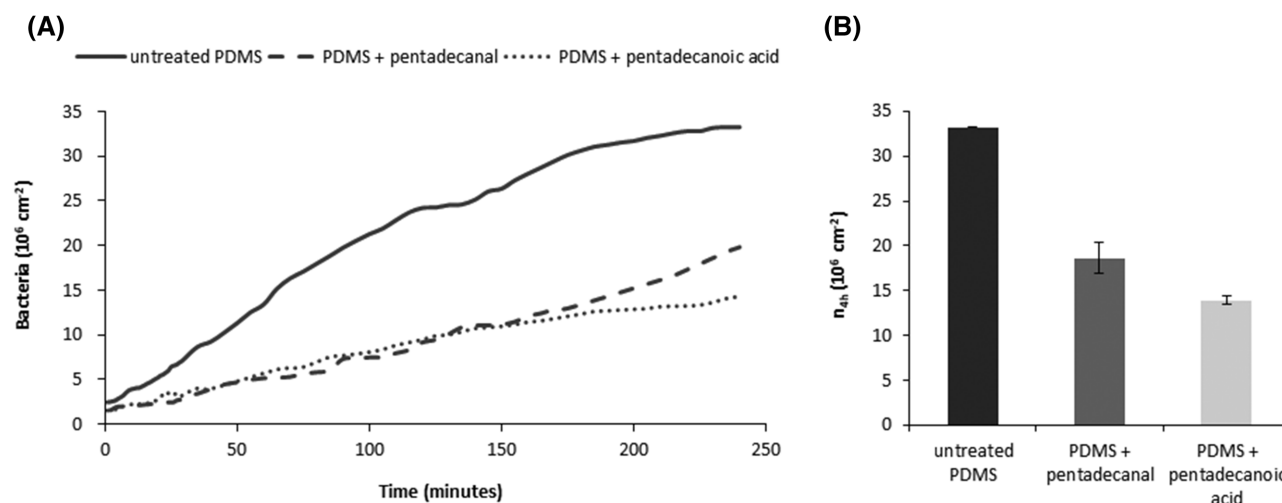 (A)
untreated PDMS PDMS + pentadecanal PDMS + pentadecanoic acid
35
30
25
20
15
10
5
0
Bacteria (10⁶ cm⁻²)
0 50 100 150 200 250
Time (minutes)
(B)
35
30
25
20
15
10
5
0
n₄ₕ (10⁶ cm⁻²)
untreated PDMS + PDMS +
PDMS pentadecanal pentadecanoic
acid